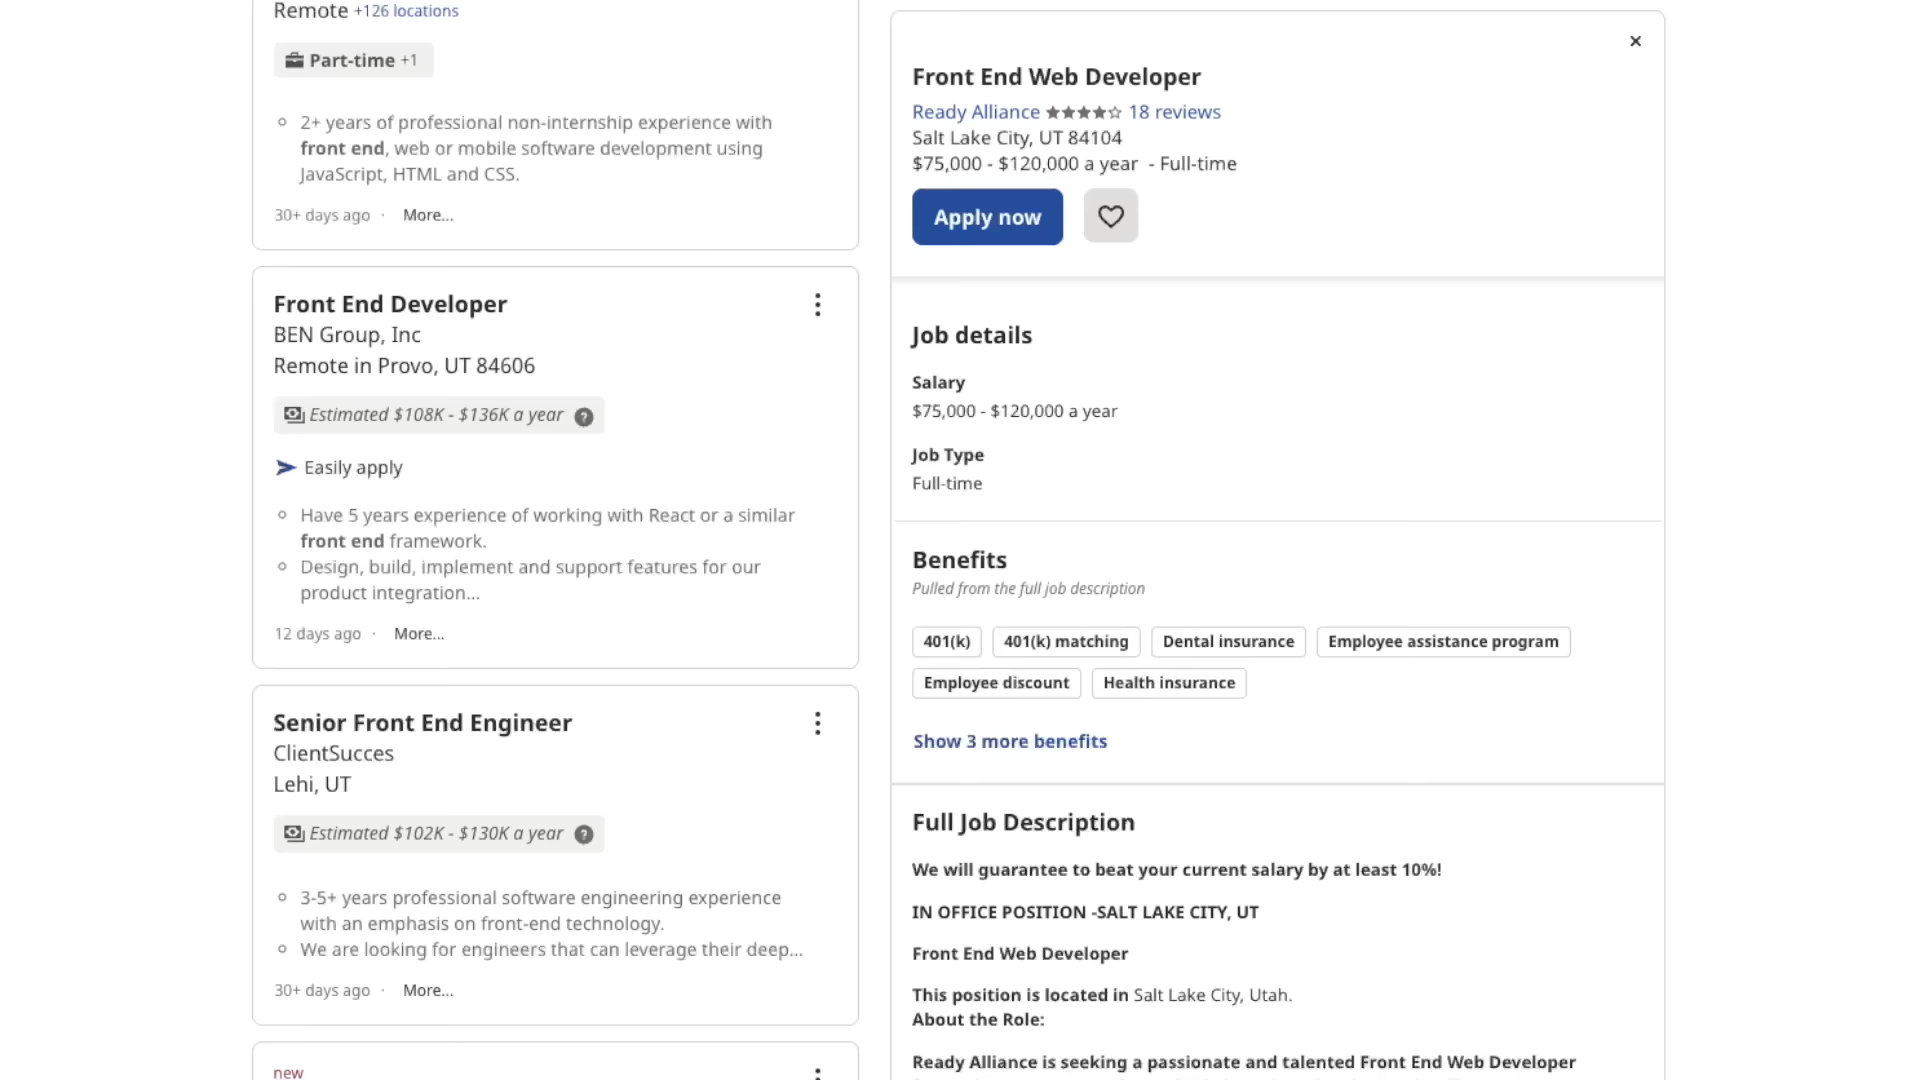 Remote +126 locations
Part-time +1
2+ years of professional non-internship experience with
front end, web or mobile software development using
JavaScript, HTML and CSS.
30+ days ago · More...
Front End Developer
BEN Group, Inc
Remote in Provo, UT 84606
Estimated $108K - $136K a year ?
Easily apply
Have 5 years experience of working with React or a similar
front end framework.
Design, build, implement and support features for our
product integration...
12 days ago · More...
Senior Front End Engineer
ClientSucces
Lehi, UT
Estimated $102K - $130K a year ?
3-5+ years professional software engineering experience
with an emphasis on front-end technology.
We are looking for engineers that can leverage their deep...
30+ days ago · More...
new
Front End Web Developer
Ready Alliance ★★★★☆ 18 reviews
Salt Lake City, UT 84104
$75,000 - $120,000 a year - Full-time
Apply now
Job details
Salary
$75,000 - $120,000 a year
Job Type
Full-time
Benefits
Pulled from the full job description
401(k) 401(k) matching Dental insurance Employee assistance program
Employee discount Health insurance
Show 3 more benefits
Full Job Description
We will guarantee to beat your current salary by at least 10%!
IN OFFICE POSITION -SALT LAKE CITY, UT
Front End Web Developer
This position is located in Salt Lake City, Utah.
About the Role:
Ready Alliance is seeking a passionate and talented Front End Web Developer